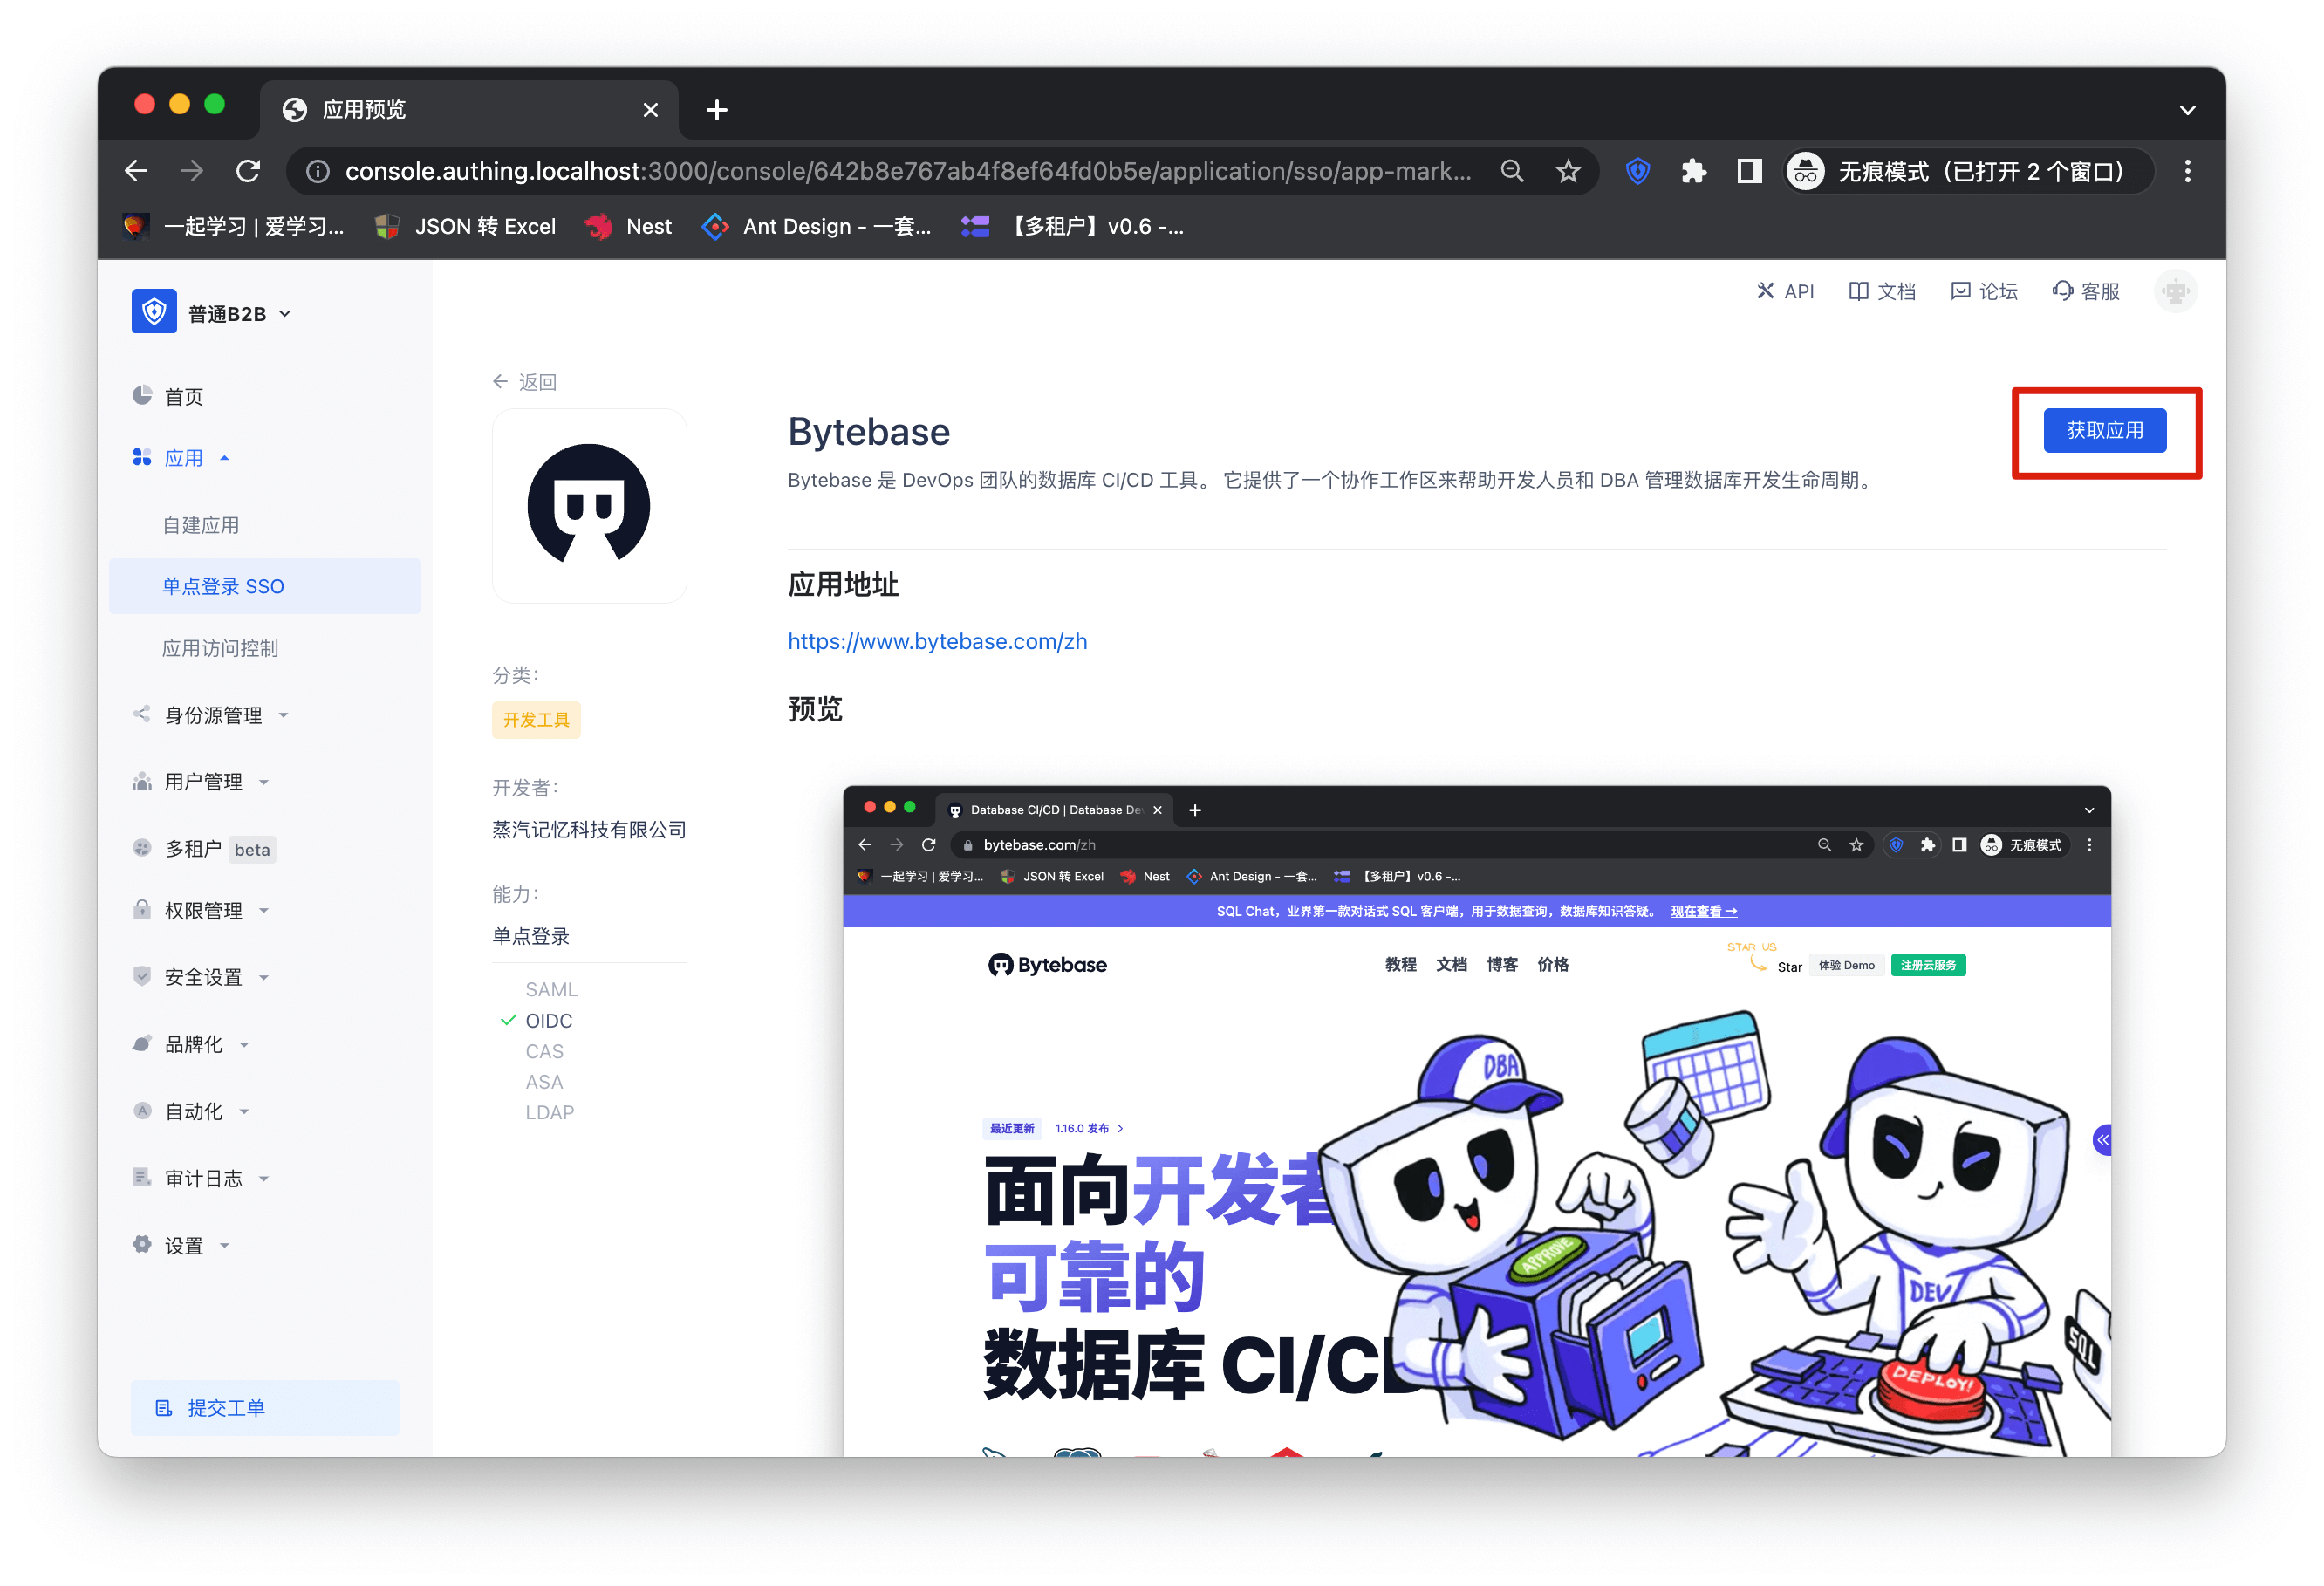 应用预览
console.authing.localhost:3000/console/642b8e767ab4f8ef64fd0b5e/application/sso/app-mark...
无痕模式（已打开 2 个窗口）
一起学习 | 爱学习...
JSON 转 Excel
Nest
Ant Design - 一套...
【多租户】v0.6 -...
普通B2B
API
文档
论坛
客服
首页
应用
自建应用
单点登录 SSO
应用访问控制
身份源管理
用户管理
多租户 beta
权限管理
安全设置
品牌化
自动化
审计日志
设置
提交工单
返回
分类：
开发工具
开发者：
蒸汽记忆科技有限公司
能力：
单点登录
SAML
OIDC
CAS
ASA
LDAP
Bytebase
获取应用
Bytebase 是 DevOps 团队的数据库 CI/CD 工具。 它提供了一个协作工作区来帮助开发人员和 DBA 管理数据库开发生命周期。
应用地址
https://www.bytebase.com/zh
预览
Database CI/CD | Database De
bytebase.com/zh
无痕模式
一起学习 | 爱学习...
JSON 转 Excel
Nest
Ant Design - 一套...
【多租户】v0.6 -...
SQL Chat，业界第一款对话式 SQL 客户端，用于数据查询，数据库知识答疑。 现在查看 →
Bytebase
教程
文档
博客
价格
STAR US
Star
体验 Demo
注册云服务
最近更新
1.16.0 发布
面向开发者
可靠的
数据库 CI/CD
DBA
APPROVE
DEV
SQL
DEPLOY!